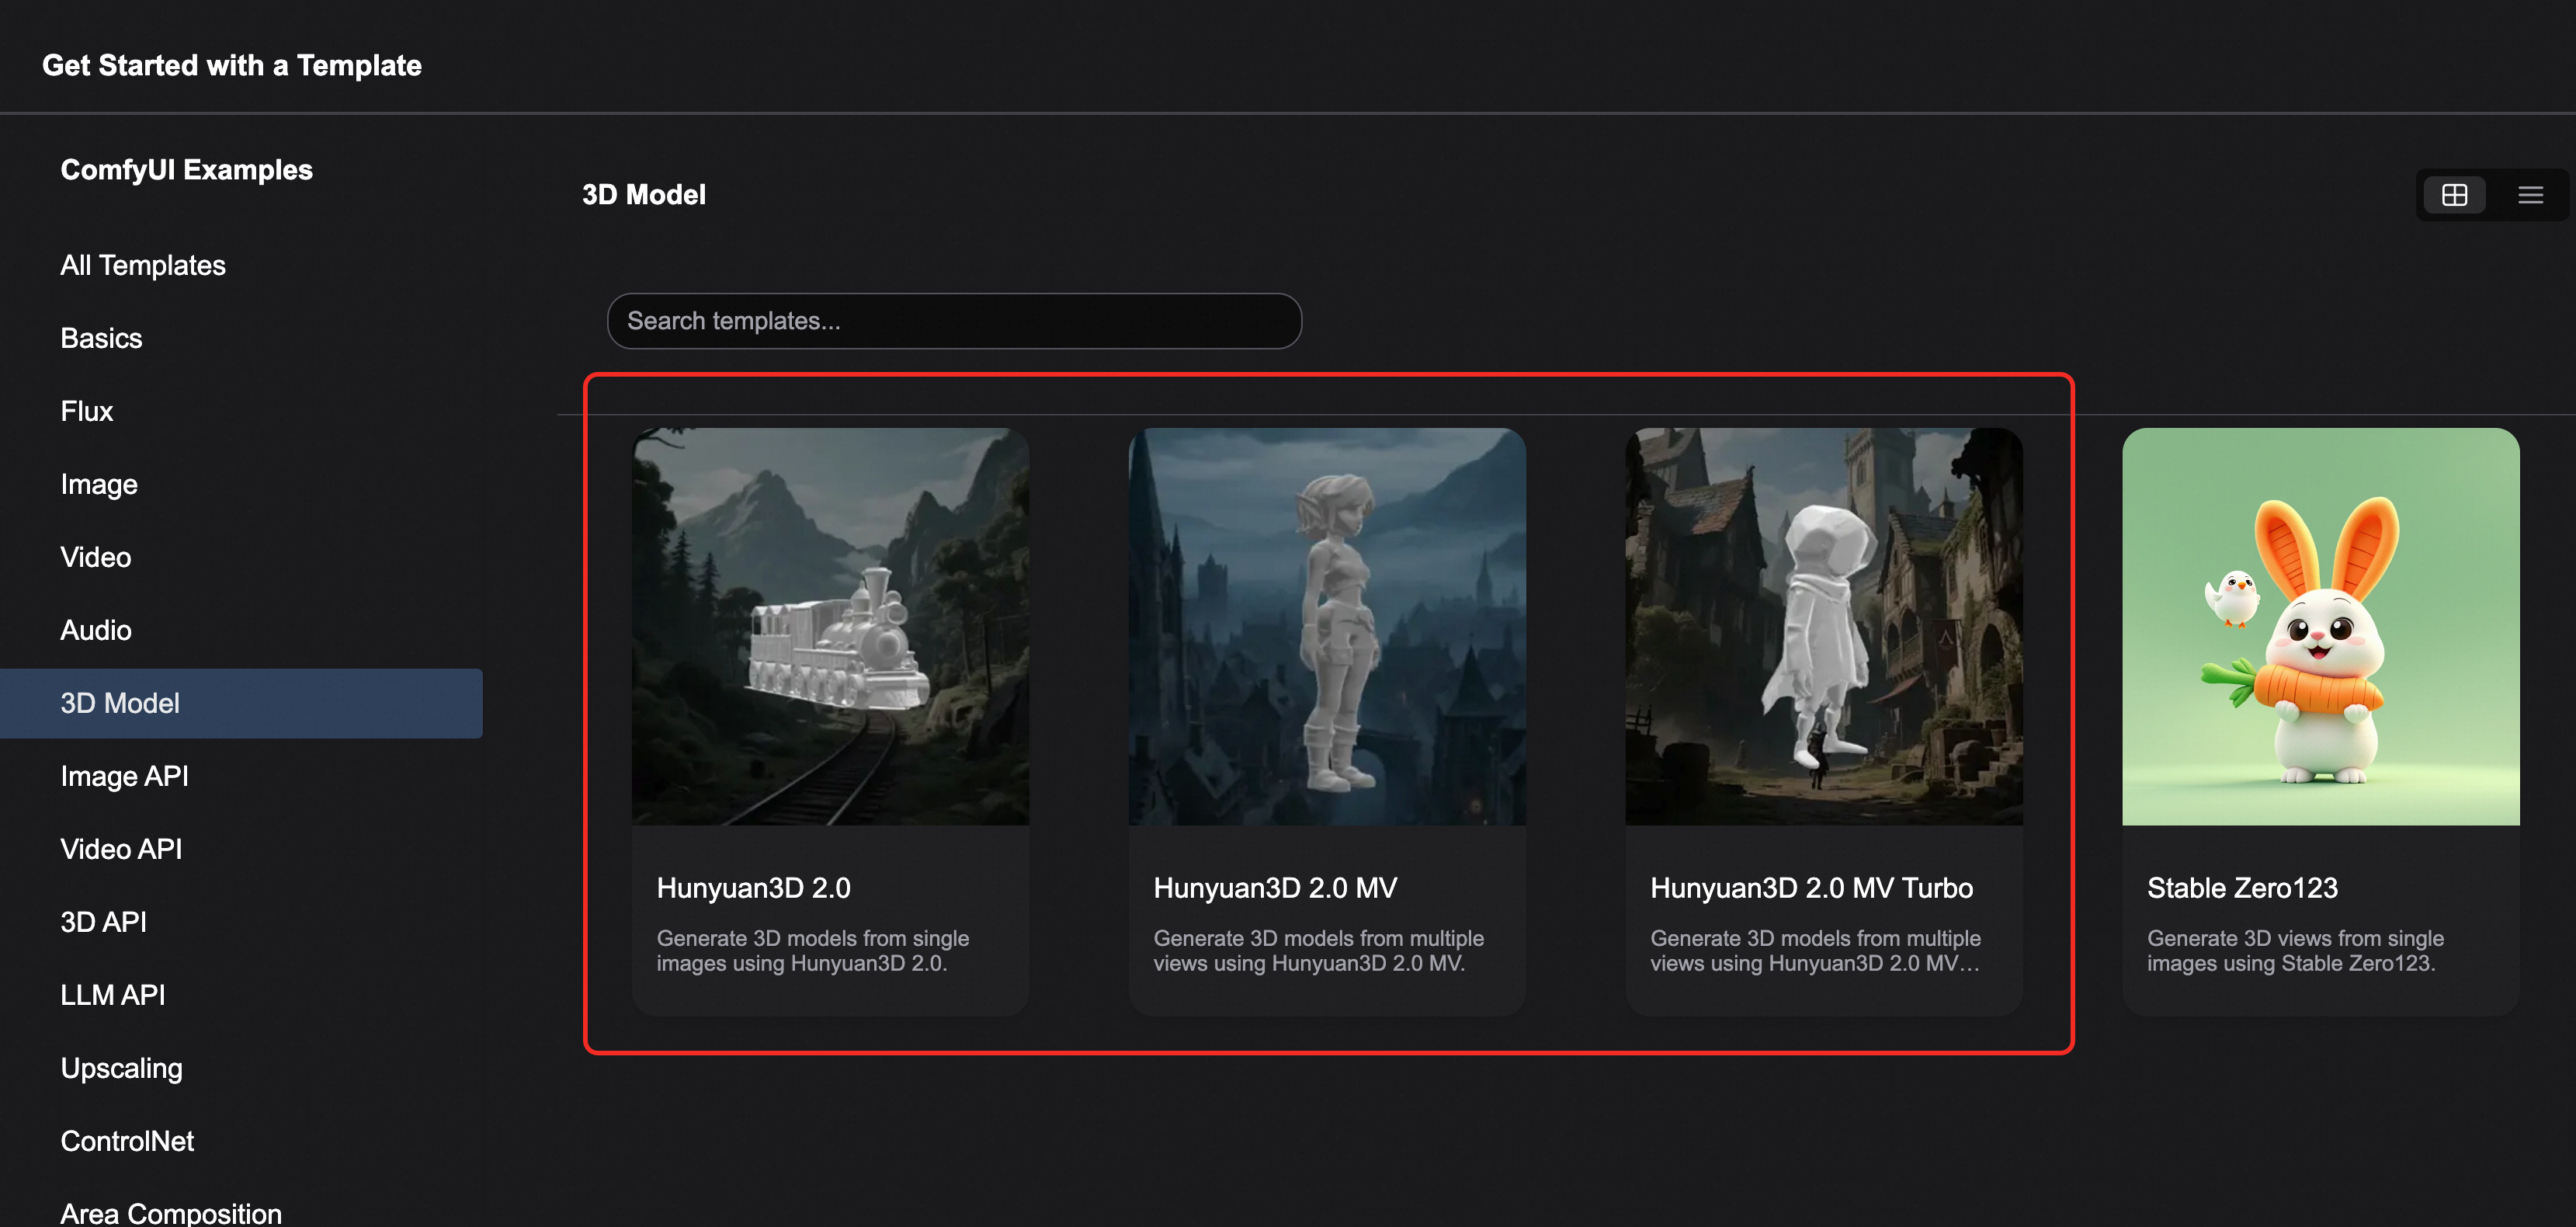 Get Started with a Template
ComfyUI Examples
All Templates
Basics
Flux
Image
Video
Audio
3D Model
Image API
Video API
3D API
LLM API
Upscaling
ControlNet
Area Composition
3D Model
Search templates...
Hunyuan3D 2.0
Generate 3D models from single
images using Hunyuan3D 2.0.
Hunyuan3D 2.0 MV
Generate 3D models from multiple
views using Hunyuan3D 2.0 MV.
Hunyuan3D 2.0 MV Turbo
Generate 3D models from multiple
views using Hunyuan3D 2.0 MV…
Stable Zero123
Generate 3D views from single
images using Stable Zero123.